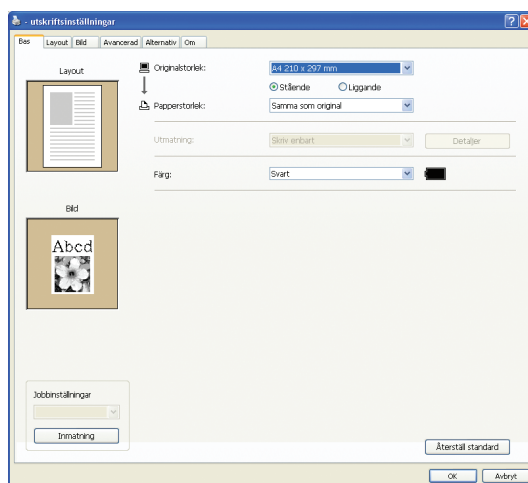 - utskriftsinställningar
Bas Layout Bild Avancerad Alternativ Om
Layout
Originalstorlek: A4 210 x 297 mm
Stående Liggande
Papperstorlek: Samma som original
Utmatning: Skriv enbart Detaljer
Färg: Svart
Bild
Abcd
Jobbinställningar
Inmatning
Återställ standard
OK Avbryt